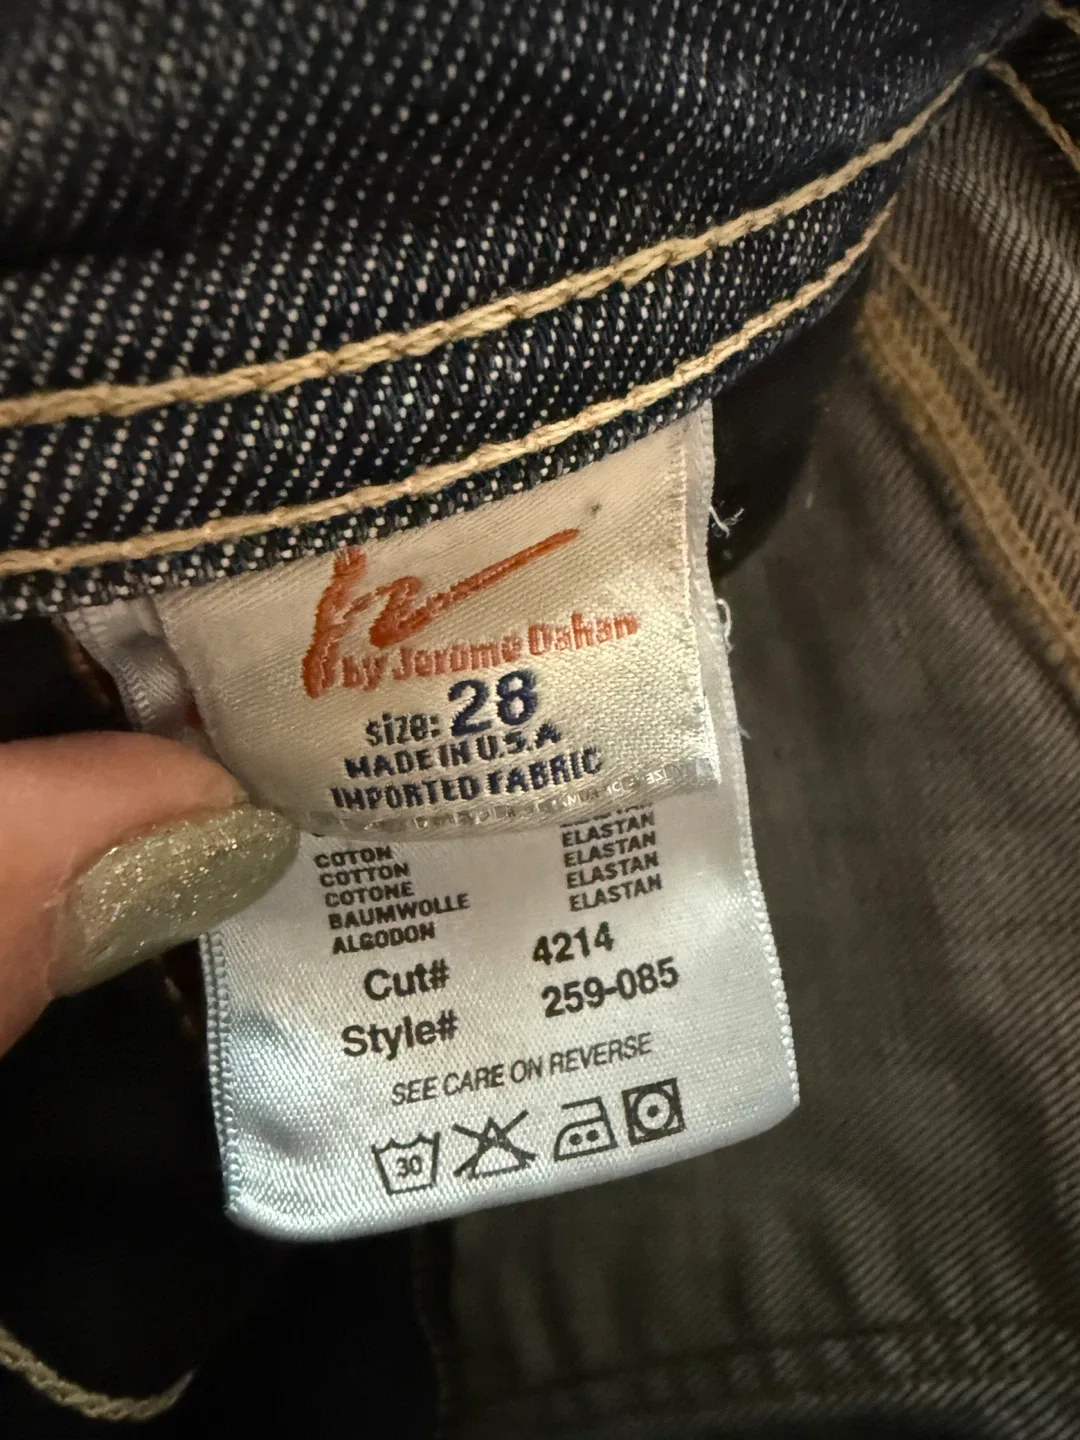 by Jerome Dahan
size: 28
MADE IN U.S.A
IMPORTED FABRIC
COTON ELASTAN
COTTON ELASTAN
COTONE ELASTAN
BAUMWOLLE ELASTAN
ALGODON
Cut# 4214
Style# 259-085
SEE CARE ON REVERSE
30